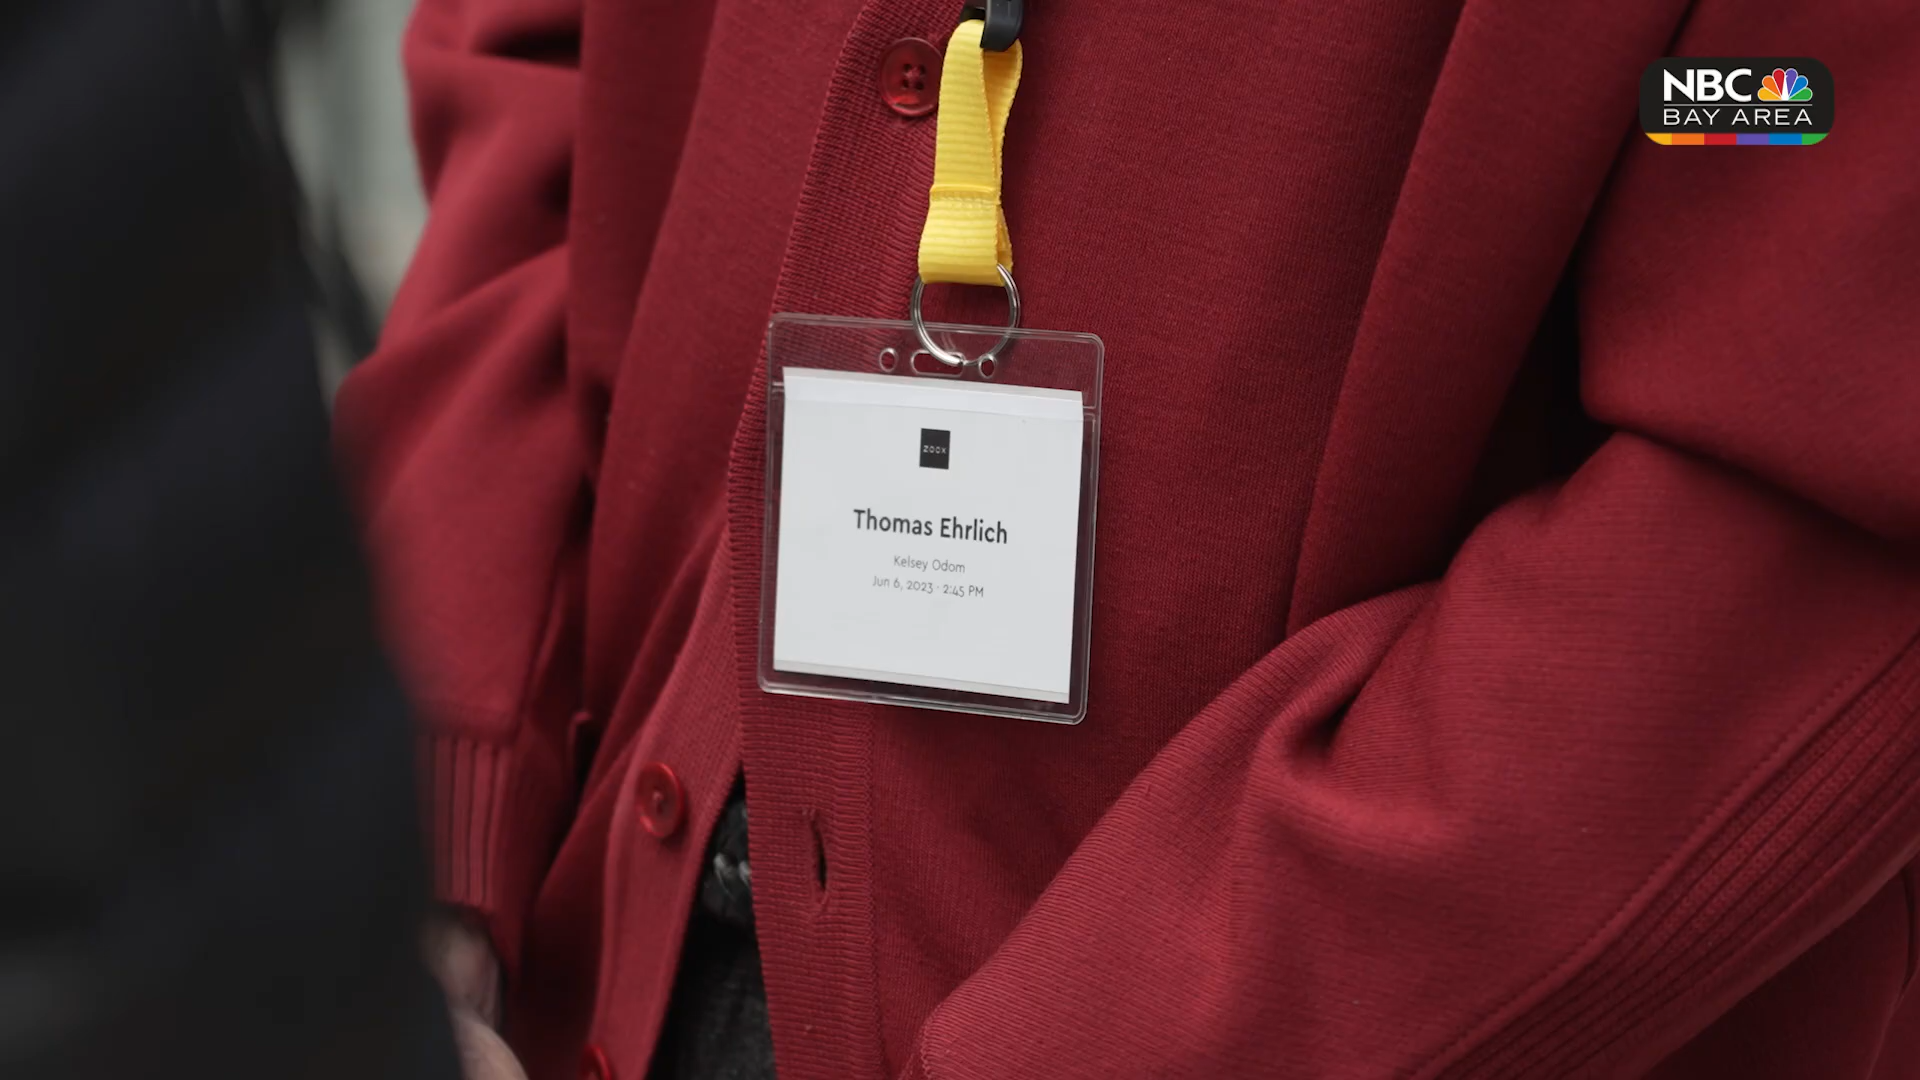 NBC
BAY AREA
ZOOX
Thomas Ehrlich
Kelsey Odom
Jun 6, 2023 · 2:45 PM